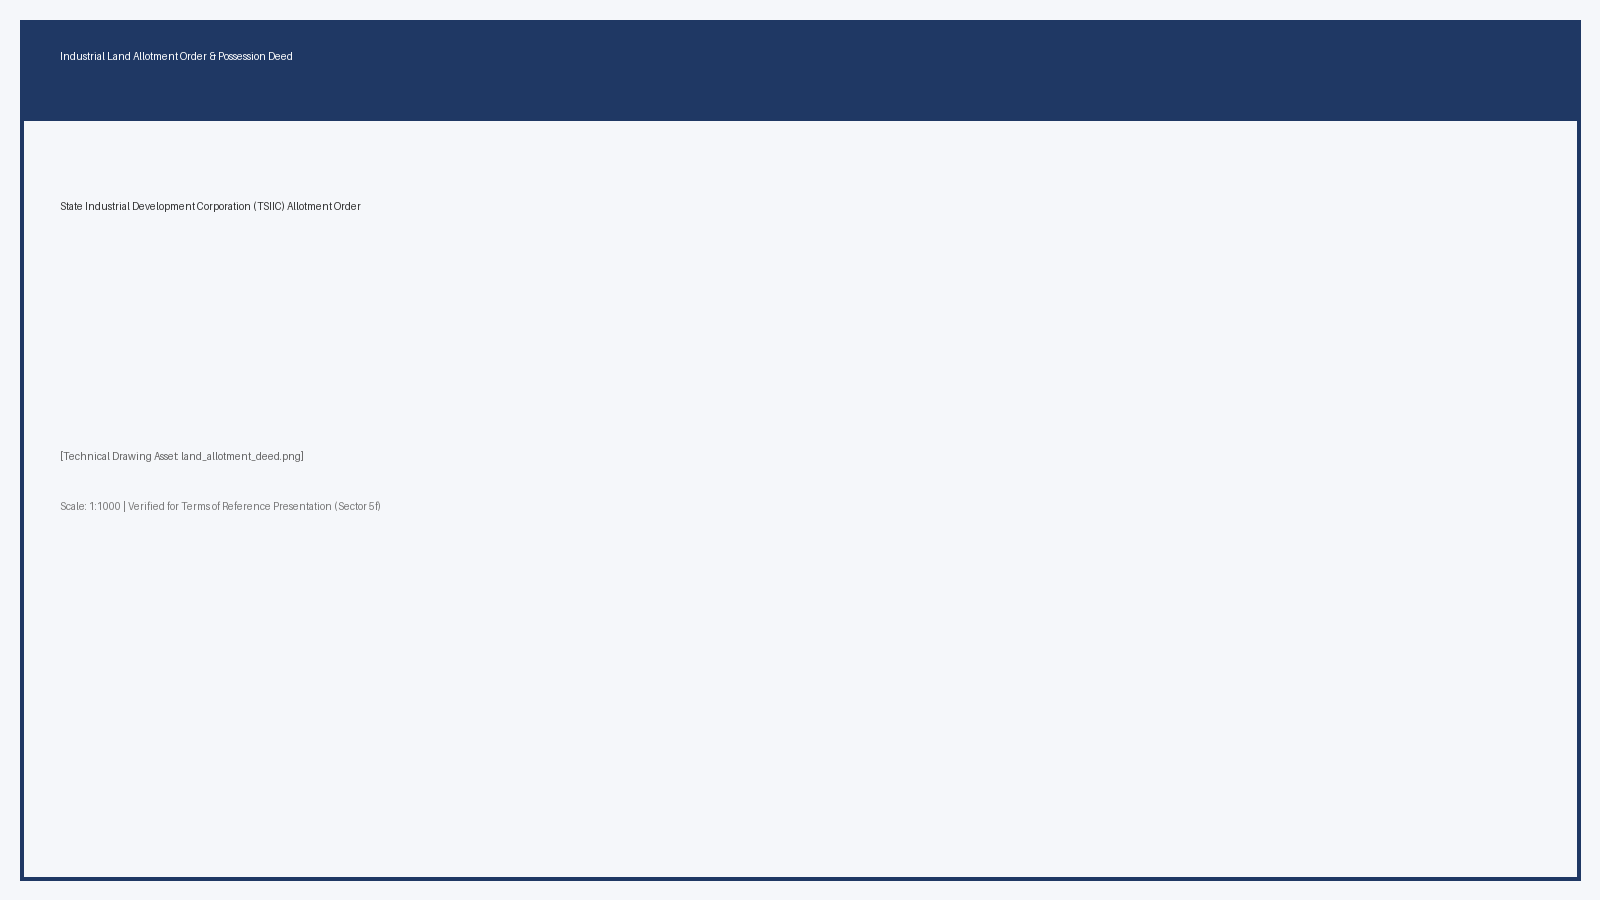 Industrial Land Allotment Order & Possession Deed
State Industrial Development Corporation (TSIIC) Allotment Order
[Technical Drawing Asset: land_allotment_deed.png]
Scale: 1:1000 | Verified for Terms of Reference Presentation (Sector 5f)